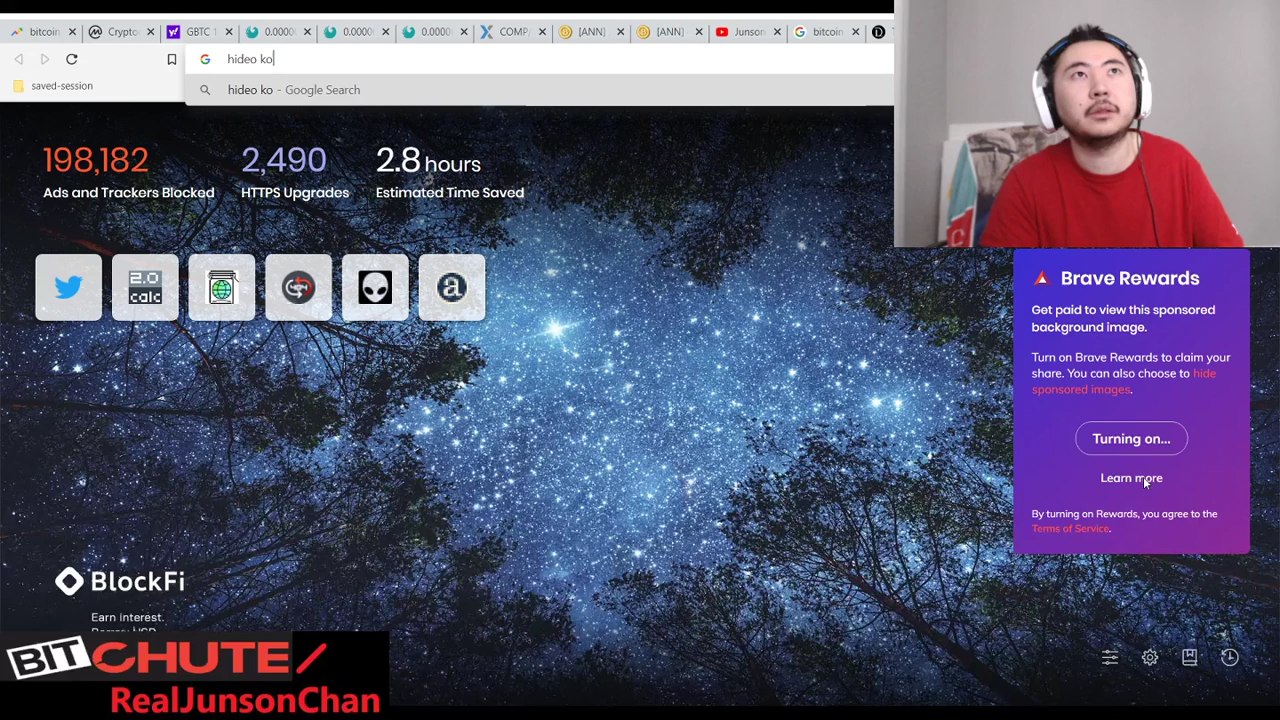 bitcoin
Crypto
GBTC 1
0.0000
0.0000
0.0000
COMP
[ANN]
[ANN]
Junson
bitcoin
hideo ko
saved-session
hideo ko - Google Search
198,182
2,490
2.8 hours
Ads and Trackers Blocked
HTTPS Upgrades
Estimated Time Saved
2.0
calc
a
Brave Rewards
Get paid to view this sponsored
background image.
Turn on Brave Rewards to claim your
share. You can also choose to hide
sponsored images.
Turning on...
Learn more
By turning on Rewards, you agree to the
Terms of Service.
BlockFi
Earn interest.
BITCHUTE/
RealJunsonChan